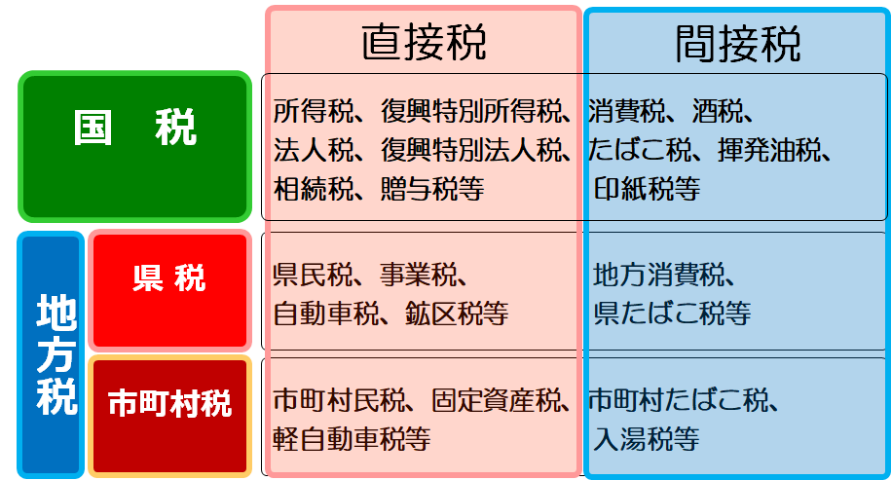 直接税
間接税
国　税
所得税、復興特別所得税、
法人税、復興特別法人税、
相続税、贈与税等
消費税、酒税、
たばこ税、揮発油税、
印紙税等
地方税
県 税
県民税、事業税、
自動車税、鉱区税等
地方消費税、
県たばこ税等
市町村税
市町村民税、固定資産税、
軽自動車税等
市町村たばこ税、
入湯税等